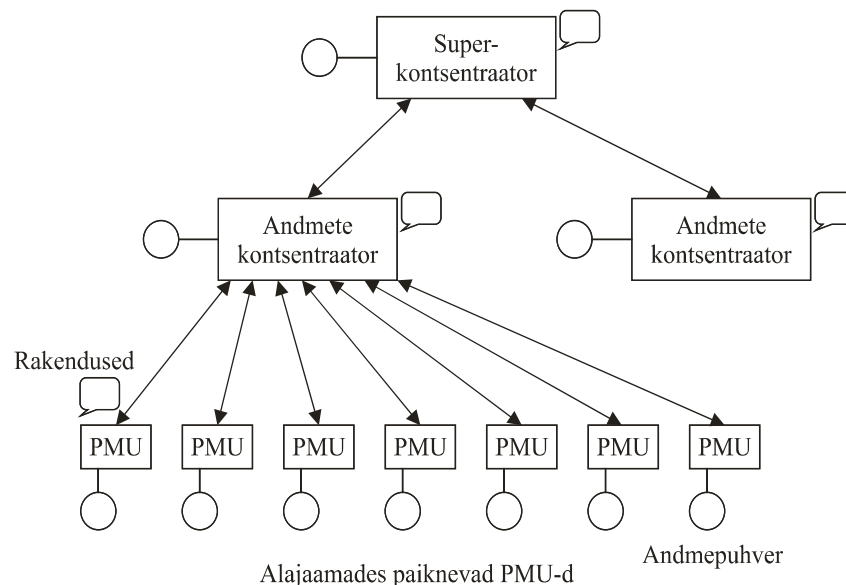 Super-
kontsentraator
Andmete
kontsentraator
Andmete
kontsentraator
Rakendused
PMU
PMU
PMU
PMU
PMU
PMU
PMU
Andmepuhver
Alajaamades paiknevad PMU-d